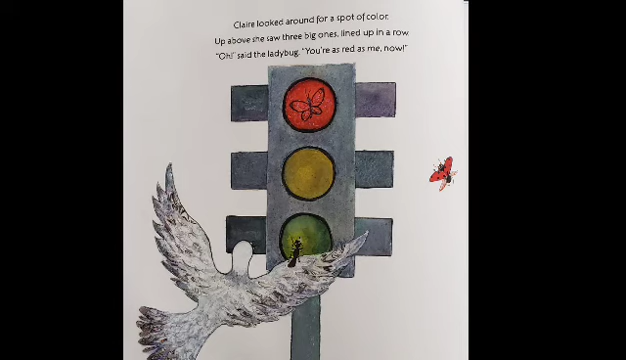 Claire looked around for a spot of color.
Up above she saw three big ones, lined up in a row.
"Oh!" said the ladybug. "You're as red as me, now!"